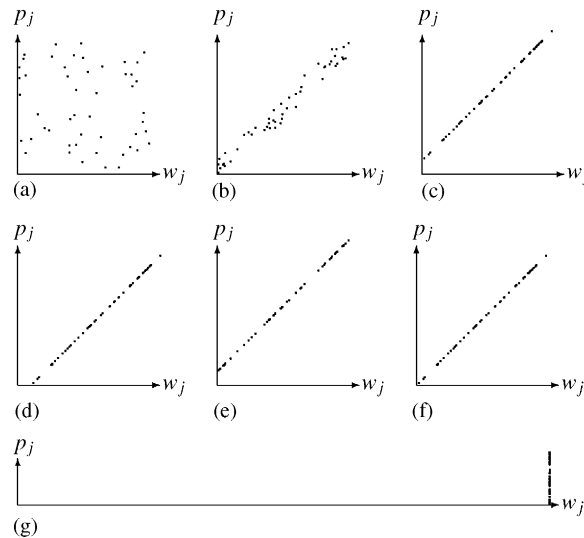 p_j p_j p_j
w_j w_j w_j
(a) (b) (c)
p_j p_j p_j
w_j w_j w_j
(d) (e) (f)
p_j
w_j
(g)